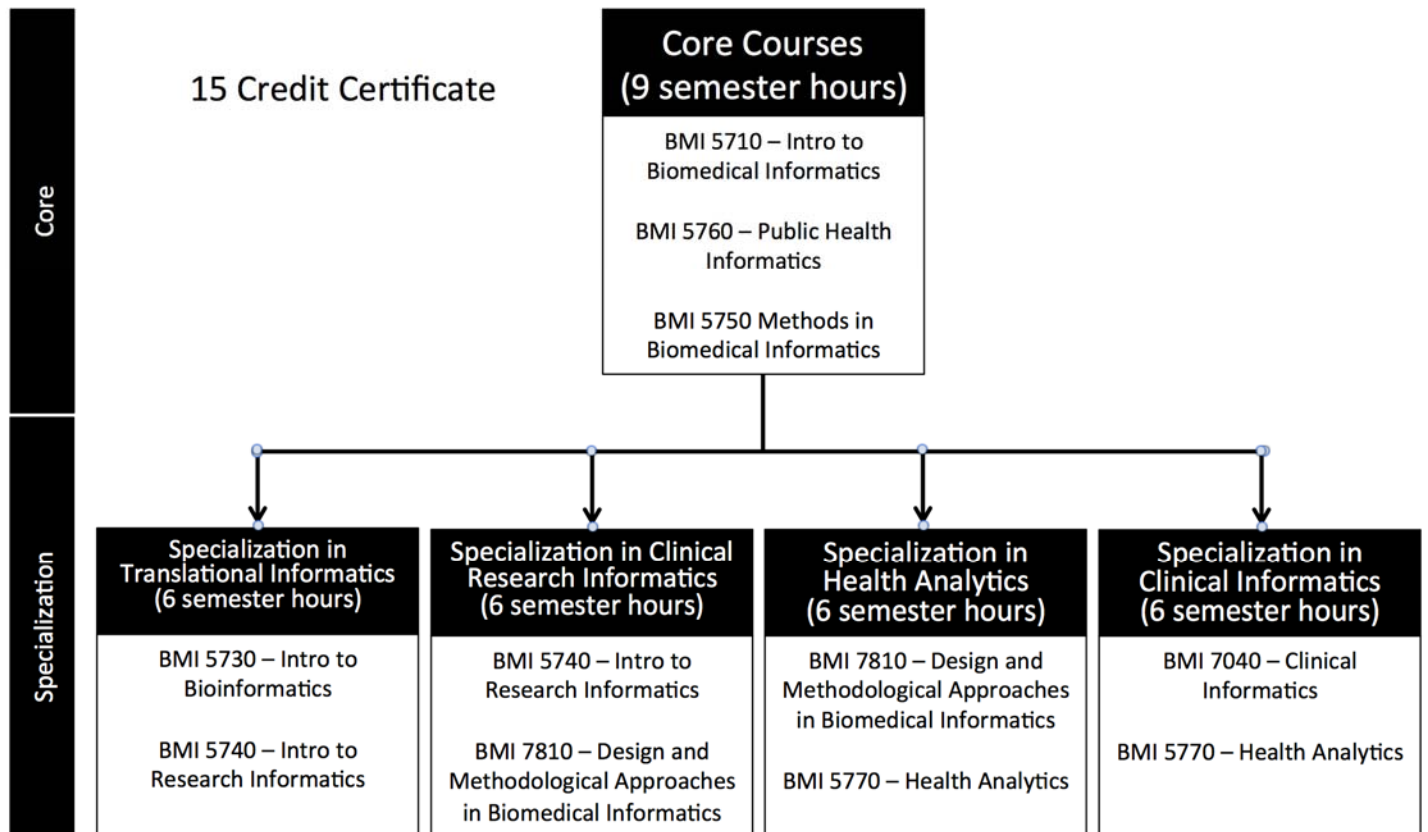 Core
15 Credit Certificate
Core Courses
(9 semester hours)
BMI 5710 – Intro to
Biomedical Informatics
BMI 5760 – Public Health
Informatics
BMI 5750 Methods in
Biomedical Informatics
Specialization
Specialization in
Translational Informatics
(6 semester hours)
BMI 5730 – Intro to
Bioinformatics
BMI 5740 – Intro to
Research Informatics
Specialization in Clinical
Research Informatics
(6 semester hours)
BMI 5740 – Intro to
Research Informatics
BMI 7810 – Design and
Methodological Approaches
in Biomedical Informatics
Specialization in
Health Analytics
(6 semester hours)
BMI 7810 – Design and
Methodological Approaches
in Biomedical Informatics
BMI 5770 – Health Analytics
Specialization in
Clinical Informatics
(6 semester hours)
BMI 7040 – Clinical
Informatics
BMI 5770 – Health Analytics